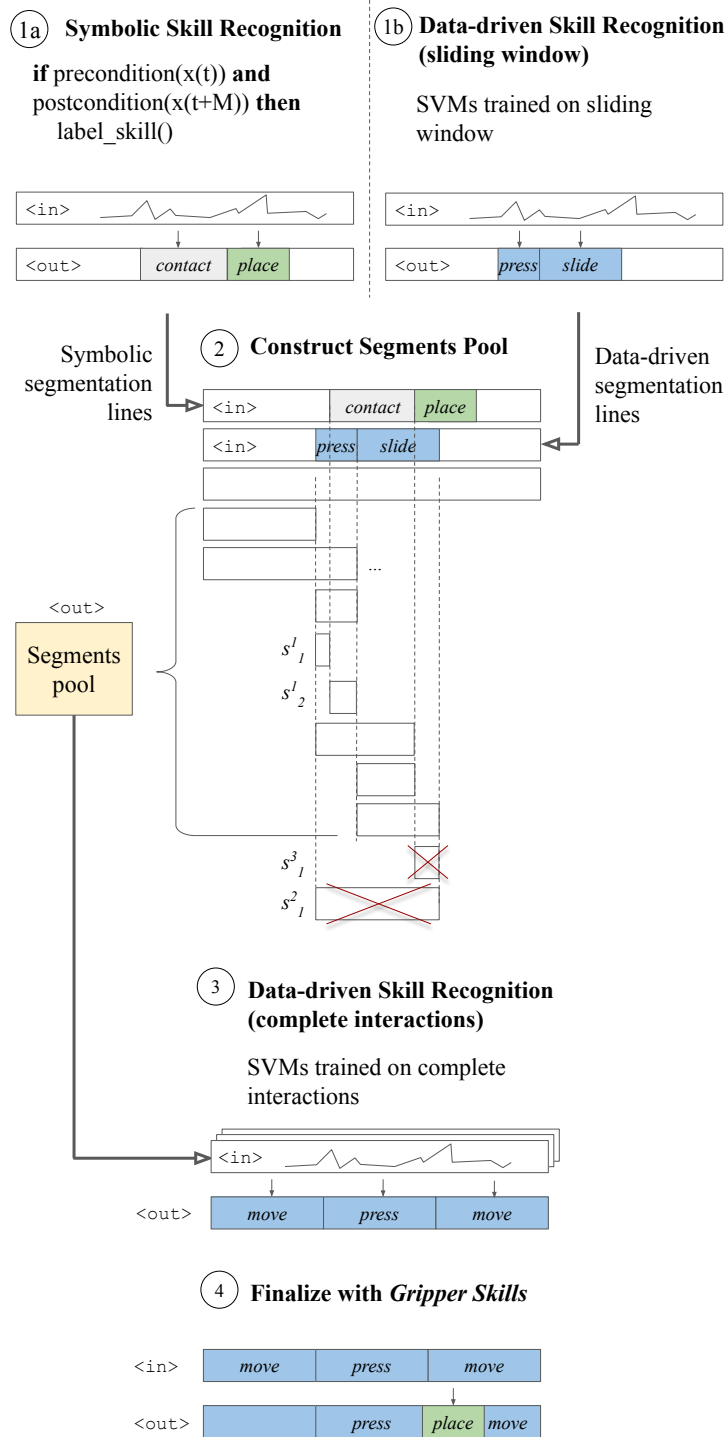 1a Symbolic Skill Recognition
if precondition(x(t)) and
postcondition(x(t+M)) then
label_skill()
<in>
<out> contact place
1b Data-driven Skill Recognition
(sliding window)
SVMs trained on sliding
window
<in>
<out> press slide
2 Construct Segments Pool
Symbolic
segmentation
lines
Data-driven
segmentation
lines
<in> contact place
<in> press slide
...
<out>
Segments
pool
s^1_1
s^1_2
s^3_1
s^2_1
3 Data-driven Skill Recognition
(complete interactions)
SVMs trained on complete
interactions
<in>
<out> move press move
4 Finalize with Gripper Skills
<in> move press move
<out> press place move